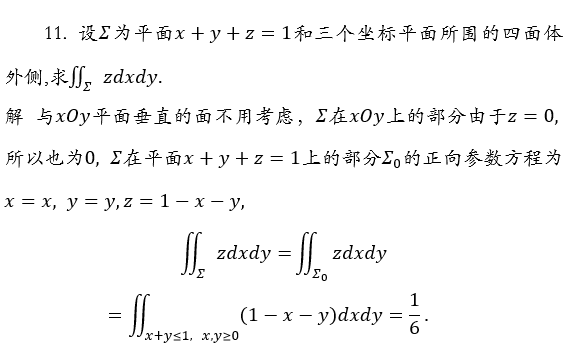 11. 设Σ为平面x + y + z = 1和三个坐标平面所围的四面体
外侧,求∬_Σ zdxdy.
解 与xOy平面垂直的面不用考虑，Σ在xOy上的部分由于z = 0,
所以也为0, Σ在平面x + y + z = 1上的部分Σ₀的正向参数方程为
x = x, y = y, z = 1 − x − y,
∬_Σ zdxdy = ∬_Σ₀ zdxdy
= ∬_{x+y≤1, x,y≥0} (1 − x − y)dxdy = 1/6.